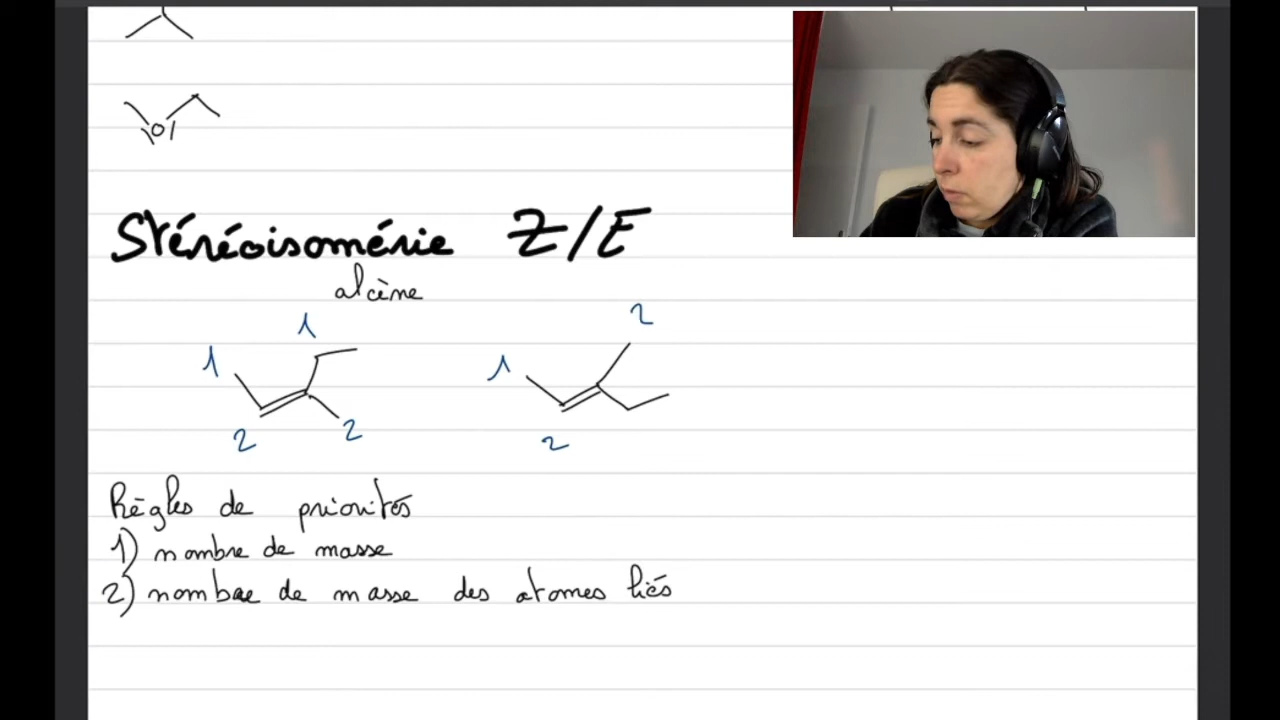 O
Stéréoisomérie Z/E
alcène
1 1 1 2
2 2 2
Règles de priorités
1) nombre de masse
2) nombre de masse des atomes liés